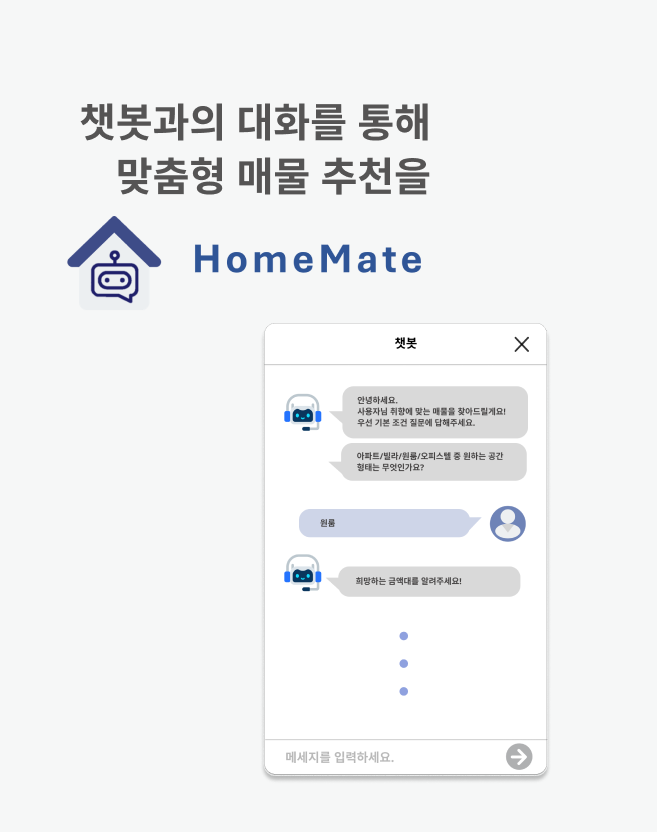 챗봇과의 대화를 통해
맞춤형 매물 추천을
HomeMate
챗봇
안녕하세요.
사용자님 취향에 맞는 매물을 찾아드릴게요!
우선 기본 조건 질문에 답해주세요.
아파트/빌라/원룸/오피스텔 중 원하는 공간
형태는 무엇인가요?
원룸
희망하는 금액대를 알려주세요!
메세지를 입력하세요.